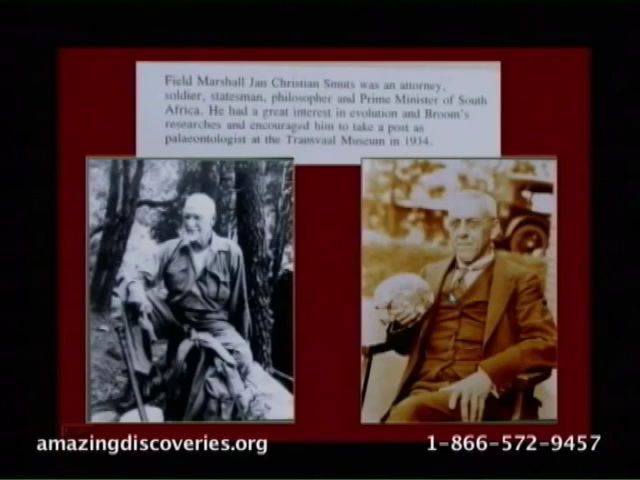 Field Marshall Jan Christian Smuts was an attorney,
soldier, statesman, philosopher and Prime Minister of South
Africa. He had a great interest in evolution and Broom's
researches and encouraged him to take a post as
palaeontologist at the Transvaal Museum in 1934.
amazingdiscoveries.org
1-866-572-9457